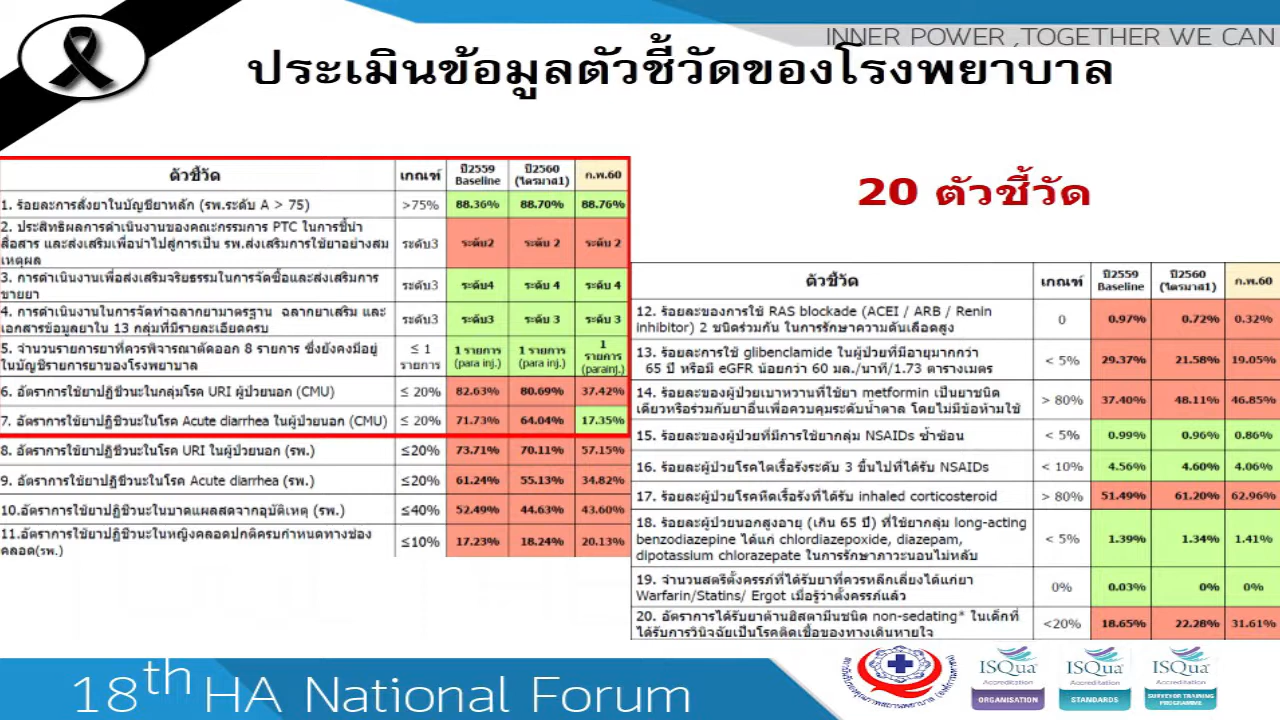 INNER POWER ,TOGETHER WE CAN
ประเมินข้อมูลตัวชี้วัดของโรงพยาบาล
20 ตัวชี้วัด
ตัวชี้วัด เกณฑ์ ปี2559 Baseline ปี2560 (ไตรมาส1) ก.พ.60
1. ร้อยละการสั่งยาในบัญชียาหลัก (รพ.ระดับ A > 75) >75% 88.36% 88.70% 88.76%
2. ประสิทธิผลการดำเนินงานของคณะกรรมการ PTC ในการชี้นำ
สื่อสาร และส่งเสริมเพื่อนำไปสู่การเป็น รพ.ส่งเสริมการใช้ยาอย่างสม
เหตุผล ระดับ3 ระดับ2 ระดับ 2 ระดับ 2
3. การดำเนินงานเพื่อส่งเสริมจริยธรรมในการจัดซื้อและส่งเสริมการ
ขายยา ระดับ3 ระดับ4 ระดับ 4 ระดับ 4
4. การดำเนินงานในการจัดทำฉลากยามาตรฐาน ฉลากยาเสริม และ
เอกสารข้อมูลยาใน 13 กลุ่มที่มีรายละเอียดครบ ระดับ3 ระดับ3 ระดับ 3 ระดับ 3
5. จำนวนรายการยาที่ควรพิจารณาตัดออก 8 รายการ ซึ่งยังคงมีอยู่
ในบัญชีรายการยาของโรงพยาบาล ≤ 1 รายการ 1 รายการ (para inj.) 1 รายการ (para inj.) 1 รายการ (parainj.)
6. อัตราการใช้ยาปฏิชีวนะในกลุ่มโรค URI ผู้ป่วยนอก (CMU) ≤ 20% 82.63% 80.69% 37.42%
7. อัตราการใช้ยาปฏิชีวนะในโรค Acute diarrhea ในผู้ป่วยนอก (CMU) ≤ 20% 71.73% 64.04% 17.35%
8. อัตราการใช้ยาปฏิชีวนะในโรค URI ในผู้ป่วยนอก (รพ.) ≤20% 73.71% 70.11% 57.15%
9. อัตราการใช้ยาปฏิชีวนะในโรค Acute diarrhea (รพ.) ≤20% 61.24% 55.13% 34.82%
10.อัตราการใช้ยาปฏิชีวนะในบาดแผลสดจากอุบัติเหตุ (รพ.) ≤40% 52.49% 44.63% 43.60%
11.อัตราการใช้ยาปฏิชีวนะในหญิงคลอดปกติครบกำหนดทางช่อง
คลอด(รพ.) ≤10% 17.23% 18.24% 20.13%
ตัวชี้วัด เกณฑ์ ปี2559 Baseline ปี2560 (ไตรมาส1) ก.พ.60
12. ร้อยละของการใช้ RAS blockade (ACEI / ARB / Renin
inhibitor) 2 ชนิดร่วมกัน ในการรักษาความดันเลือดสูง 0 0.97% 0.72% 0.32%
13. ร้อยละการใช้ glibenclamide ในผู้ป่วยที่มีอายุมากกว่า
65 ปี หรือมี eGFR น้อยกว่า 60 มล./นาที/1.73 ตารางเมตร < 5% 29.37% 21.58% 19.05%
14. ร้อยละของผู้ป่วยเบาหวานที่ใช้ยา metformin เป็นยาชนิด
เดียวหรือร่วมกับยาอื่นเพื่อควบคุมระดับน้ำตาล โดยไม่มีข้อห้ามใช้ > 80% 37.40% 48.11% 46.85%
15. ร้อยละของผู้ป่วยที่มีการใช้ยากลุ่ม NSAIDs ซ้ำซ้อน < 5% 0.99% 0.96% 0.86%
16. ร้อยละผู้ป่วยโรคไตเรื้อรังระดับ 3 ขึ้นไปที่ได้รับ NSAIDs < 10% 4.56% 4.60% 4.06%
17. ร้อยละผู้ป่วยโรคหืดเรื้อรังที่ได้รับ inhaled corticosteroid > 80% 51.49% 61.20% 62.96%
18. ร้อยละผู้ป่วยนอกสูงอายุ (เกิน 65 ปี) ที่ใช้ยากลุ่ม long-acting
benzodiazepine ได้แก่ chlordiazepoxide, diazepam,
dipotassium chlorazepate ในการรักษาภาวะนอนไม่หลับ < 5% 1.39% 1.34% 1.41%
19. จำนวนสตรีตั้งครรภ์ที่ได้รับยาที่ควรหลีกเลี่ยงได้แก่ยา
Warfarin/Statins/ Ergot เมื่อรู้ว่าตั้งครรภ์แล้ว 0% 0.03% 0% 0%
20. อัตราการได้รับยาต้านฮิสตามีนชนิด non-sedating* ในเด็กที่
ได้รับการวินิจฉัยเป็นโรคติดเชื้อของทางเดินหายใจ <20% 18.65% 22.28% 31.61%
18th HA National Forum
ISQua Accreditation ORGANISATION
ISQua Accreditation STANDARDS
ISQua Accreditation SURVEYOR TRAINING PROGRAMME